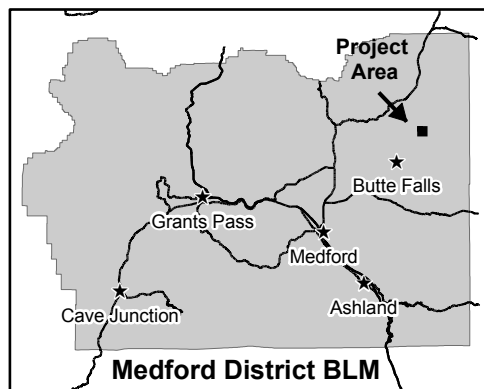 Project
Area
Butte Falls
Grants Pass
Medford
Ashland
Cave Junction
Medford District BLM